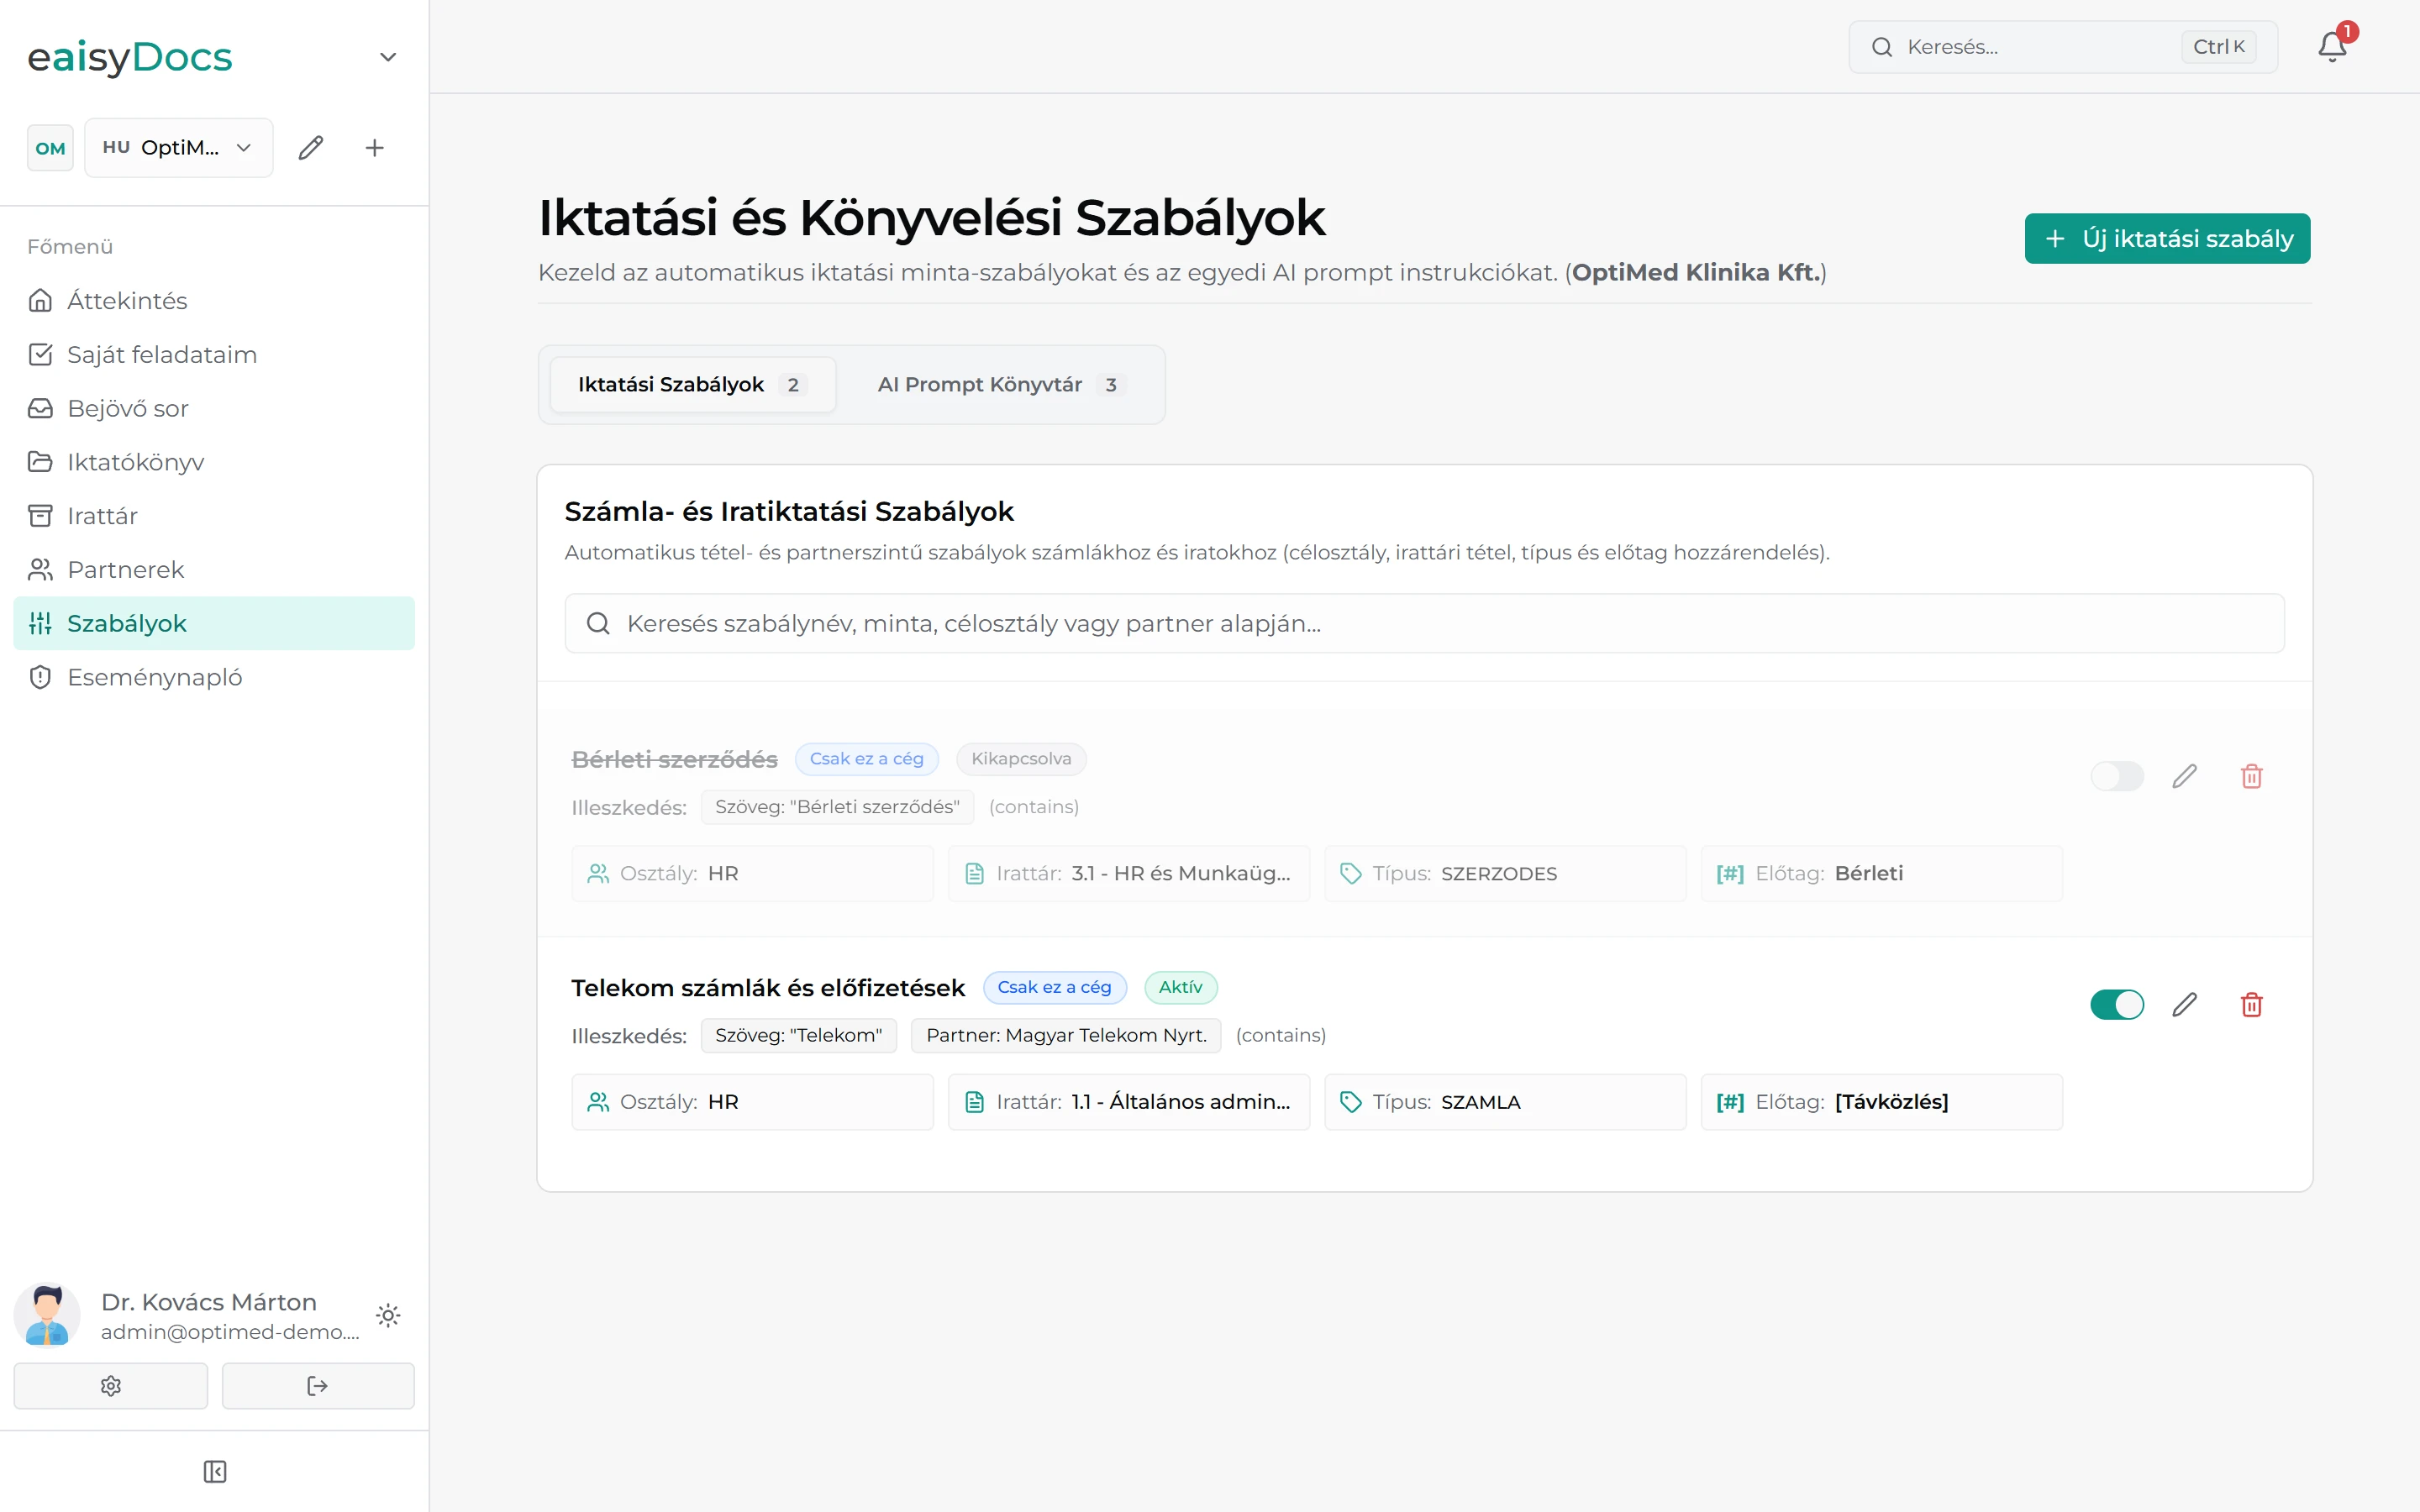 eaisyDocs
OM
HU OptiM...
Keresés...
Ctrl K
1
Főmenü
Áttekintés
Saját feladataim
Bejövő sor
Iktatókönyv
Irattár
Partnerek
Szabályok
Eseménynapló
Iktatási és Könyvelési Szabályok
Kezeld az automatikus iktatási minta-szabályokat és az egyedi AI prompt instrukciókat. (OptiMed Klinika Kft.)
+ Új iktatási szabály
Iktatási Szabályok 2
AI Prompt Könyvtár 3
Számla- és Iratiktatási Szabályok
Automatikus tétel- és partnerszintű szabályok számlákhoz és iratokhoz (célosztály, irattári tétel, típus és előtag hozzárendelés).
Keresés szabálynév, minta, célosztály vagy partner alapján...
Bérleti szerződés Csak ez a cég Kikapcsolva
Illeszkedés: Szöveg: "Bérleti szerződés" (contains)
Osztály: HR
Irattár: 3.1 - HR és Munkaüg...
Típus: SZERZODES
[#] Előtag: Bérleti
Telekom számlák és előfizetések Csak ez a cég Aktív
Illeszkedés: Szöveg: "Telekom" Partner: Magyar Telekom Nyrt. (contains)
Osztály: HR
Irattár: 1.1 - Általános admin...
Típus: SZAMLA
[#] Előtag: [Távközlés]
Dr. Kovács Márton
admin@optimed-demo....